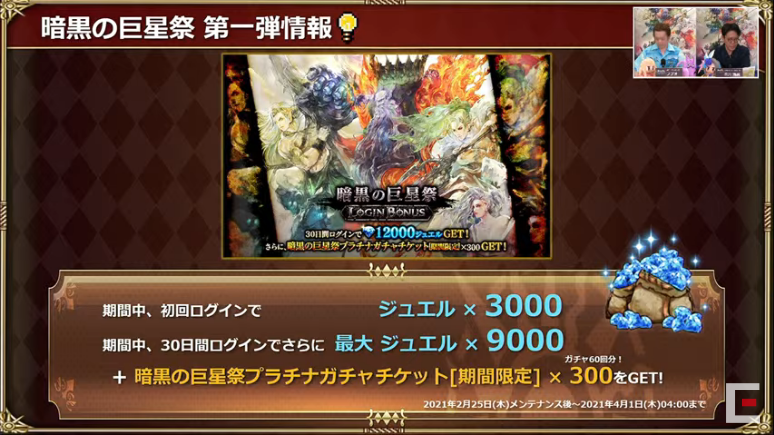 暗黒の巨星祭 第一弾情報
暗黒の巨星祭
LOGIN BONUS
30日間ログインで 12000ジュエル GET!
さらに、暗黒の巨星祭プラチナガチャチケット[期間限定]×300 GET!
期間中、初回ログインで ジュエル × 3000
期間中、30日間ログインでさらに 最大 ジュエル × 9000
ガチャ60回分!
+ 暗黒の巨星祭プラチナガチャチケット[期間限定] × 300をGET!
2021年2月25日(木)メンテナンス後～2021年4月1日(木)04:00まで